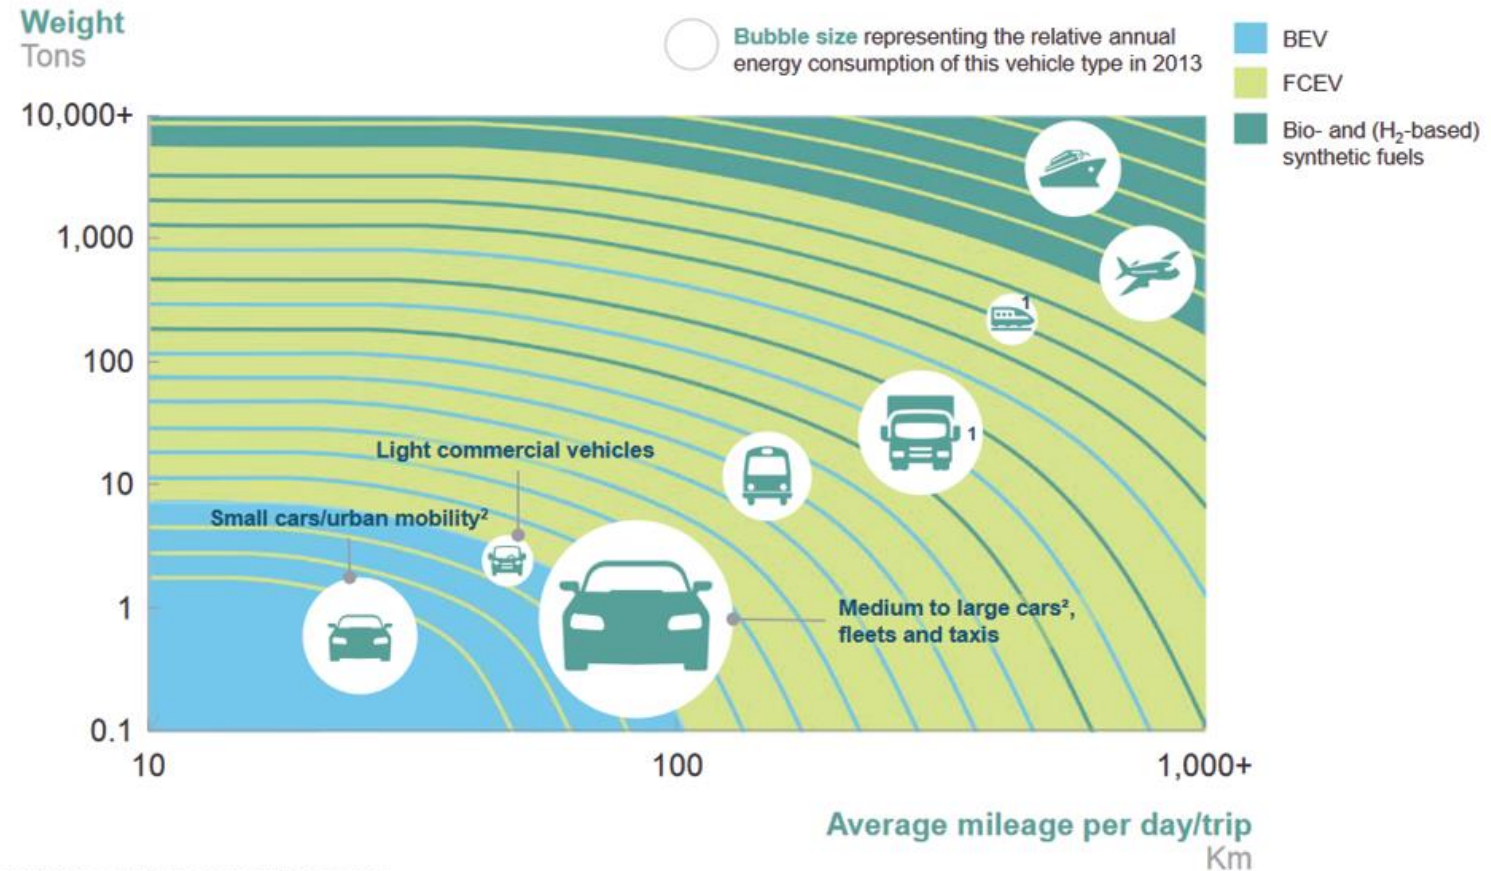 Weight
Tons
Bubble size representing the relative annual
energy consumption of this vehicle type in 2013
BEV
FCEV
Bio- and (H₂-based)
synthetic fuels
10,000+
1,000
100
10
1
0.1
1
1
Light commercial vehicles
Small cars/urban mobility²
Medium to large cars²,
fleets and taxis
10
100
1,000+
Average mileage per day/trip
Km